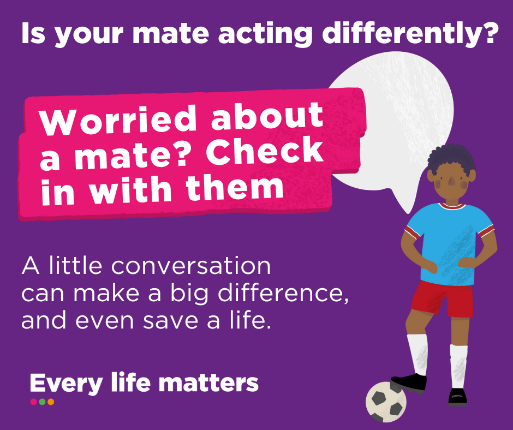 Is your mate acting differently?
Worried about
a mate? Check
in with them
A little conversation
can make a big difference,
and even save a life.
Every life matters